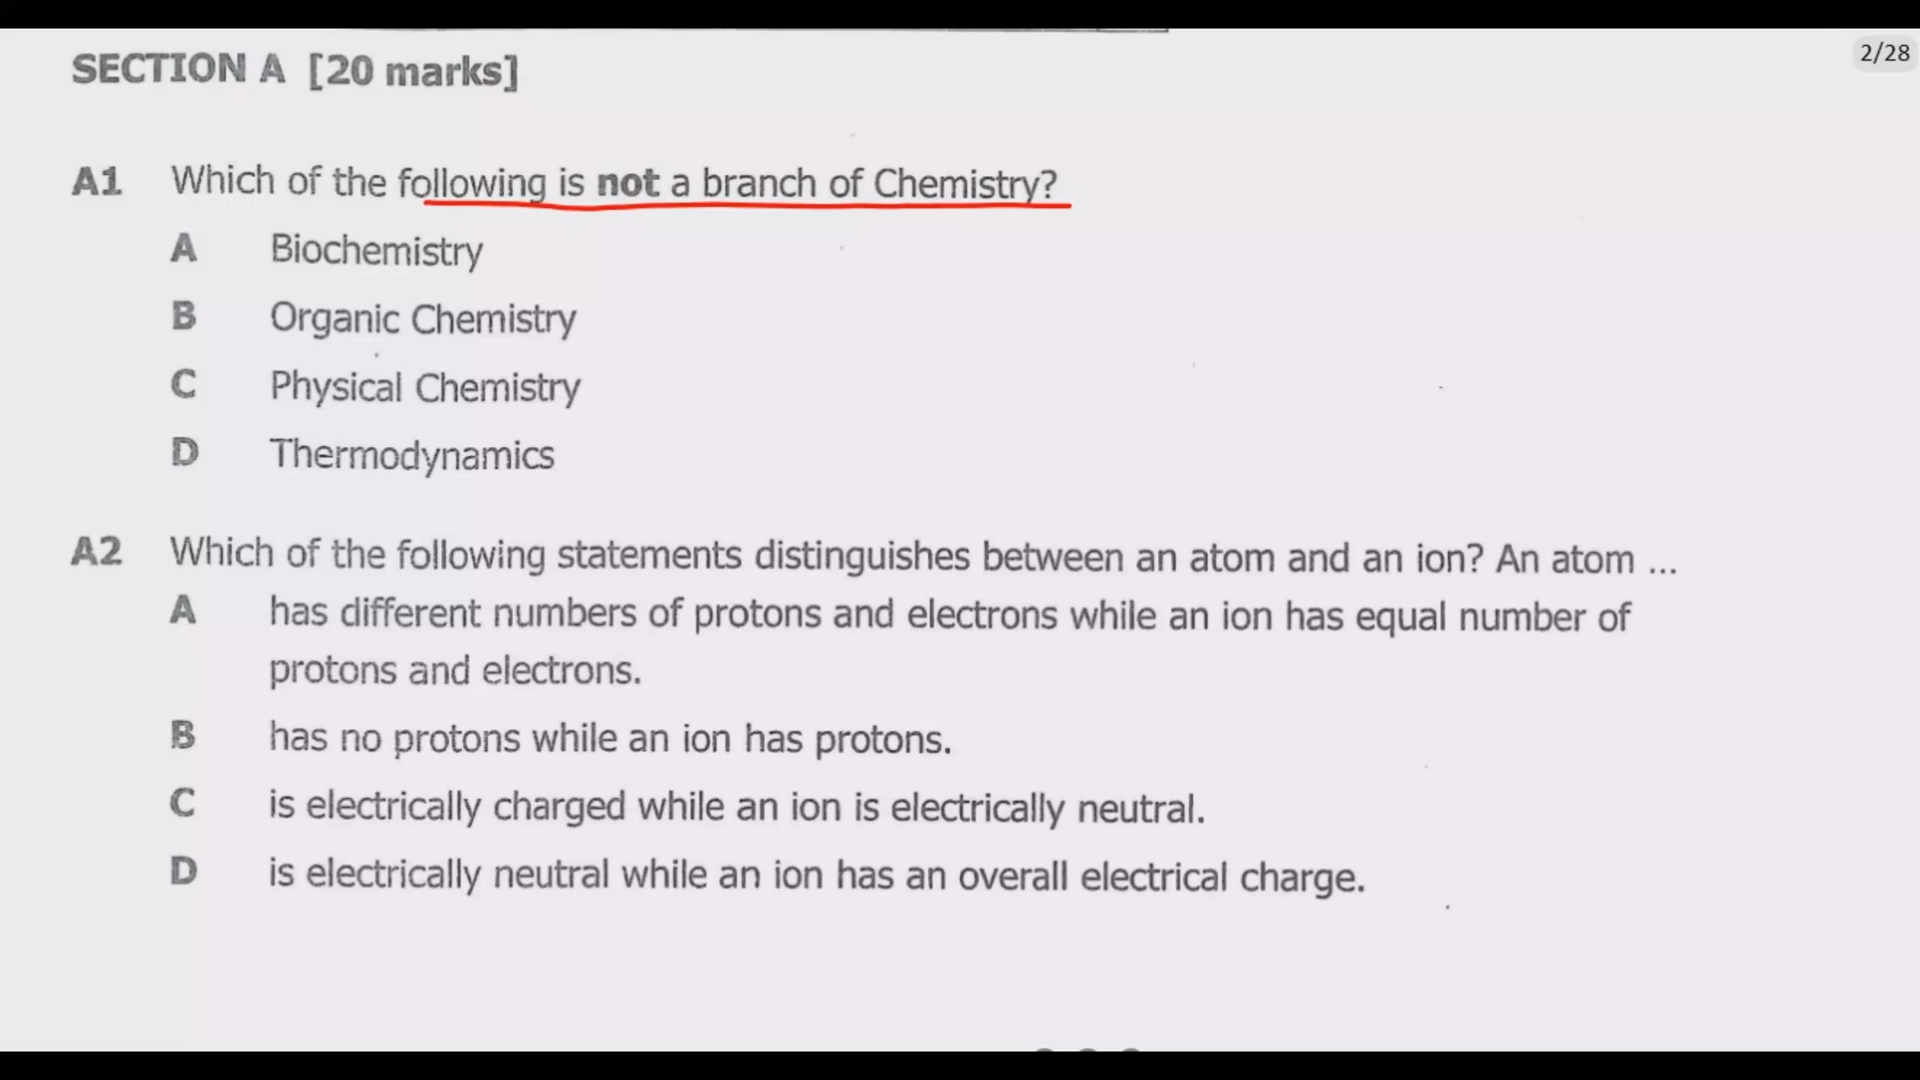 2/28
SECTION A [20 marks]
A1 Which of the following is not a branch of Chemistry?
A Biochemistry
B Organic Chemistry
C Physical Chemistry
D Thermodynamics
A2 Which of the following statements distinguishes between an atom and an ion? An atom ...
A has different numbers of protons and electrons while an ion has equal number of
protons and electrons.
B has no protons while an ion has protons.
C is electrically charged while an ion is electrically neutral.
D is electrically neutral while an ion has an overall electrical charge.